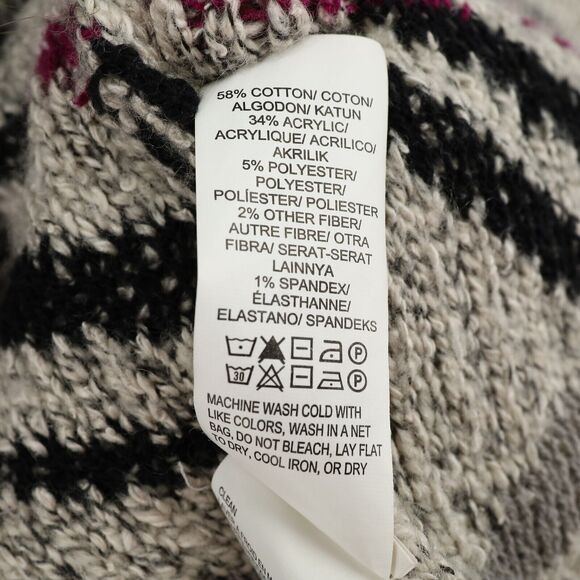 58% COTTON/ COTON/
ALGODON/ KATUN
34% ACRYLIC/
ACRYLIQUE/ ACRILICO/
AKRILIK
5% POLYESTER/
POLYESTER/
POLÍESTER/ POLIESTER
2% OTHER FIBER/
AUTRE FIBRE/ OTRA
FIBRA/ SERAT-SERAT
LAINNYA
1% SPANDEX/
ÉLASTHANNE/
ELASTANO/ SPANDEKS
P
30 P
MACHINE WASH COLD WITH
LIKE COLORS, WASH IN A NET
BAG, DO NOT BLEACH, LAY FLAT
TO DRY, COOL IRON, OR DRY
CLEAN